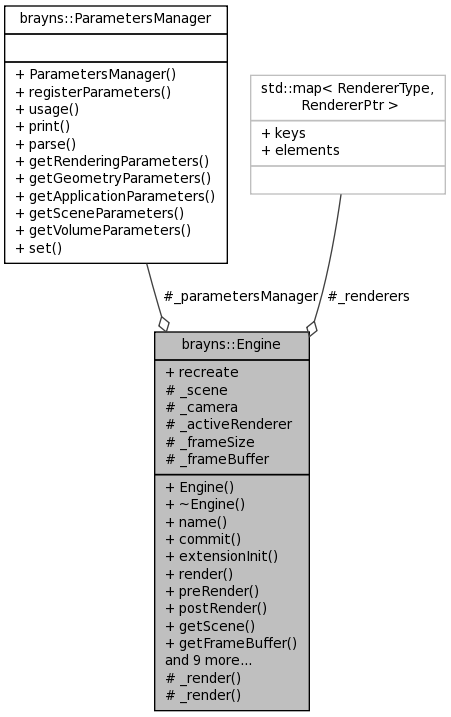 brayns::ParametersManager
+ ParametersManager()
+ registerParameters()
+ usage()
+ print()
+ parse()
+ getRenderingParameters()
+ getGeometryParameters()
+ getApplicationParameters()
+ getSceneParameters()
+ getVolumeParameters()
+ set()
std::map< RendererType,
RendererPtr >
+ keys
+ elements
#_parametersManager
#_renderers
brayns::Engine
+ recreate
# _scene
# _camera
# _activeRenderer
# _frameSize
# _frameBuffer
+ Engine()
+ ~Engine()
+ name()
+ commit()
+ extensionInit()
+ render()
+ preRender()
+ postRender()
+ getScene()
+ getFrameBuffer()
and 9 more...
# _render()
# _render()